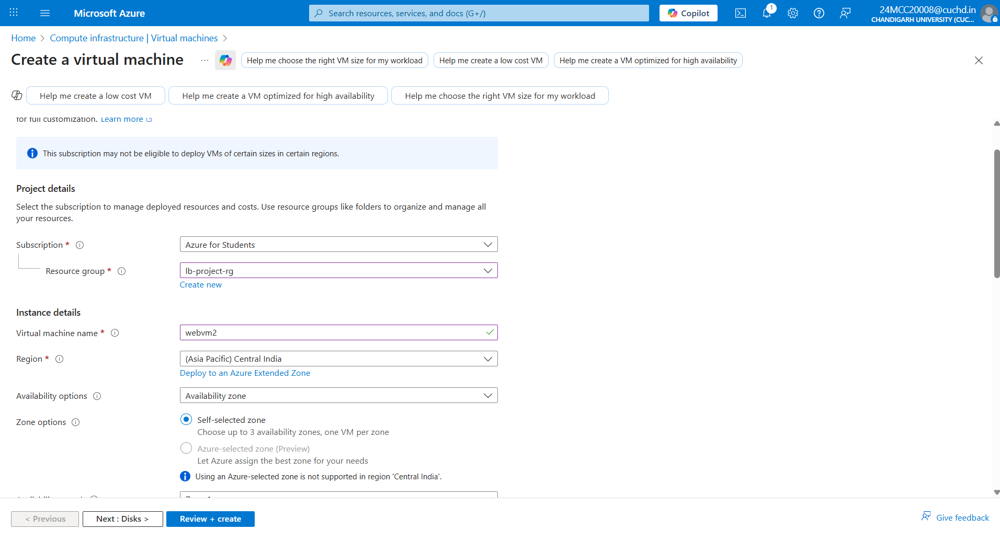 Microsoft Azure
Search resources, services, and docs (G+/)
Copilot
1
24MCC20008@cuchd.in
CHANDIGARH UNIVERSITY (CUC...
Home > Compute infrastructure | Virtual machines >
Create a virtual machine
...
Help me choose the right VM size for my workload
Help me create a low cost VM
Help me create a VM optimized for high availability
Help me create a low cost VM
Help me create a VM optimized for high availability
Help me choose the right VM size for my workload
for full customization. Learn more
This subscription may not be eligible to deploy VMs of certain sizes in certain regions.
Project details
Select the subscription to manage deployed resources and costs. Use resource groups like folders to organize and manage all
your resources.
Subscription *
Azure for Students
Resource group *
lb-project-rg
Create new
Instance details
Virtual machine name *
webvm2
Region *
(Asia Pacific) Central India
Deploy to an Azure Extended Zone
Availability options
Availability zone
Zone options
Self-selected zone
Choose up to 3 availability zones, one VM per zone
Azure-selected zone (Preview)
Let Azure assign the best zone for your needs
Using an Azure-selected zone is not supported in region 'Central India'.
< Previous
Next : Disks >
Review + create
Give feedback